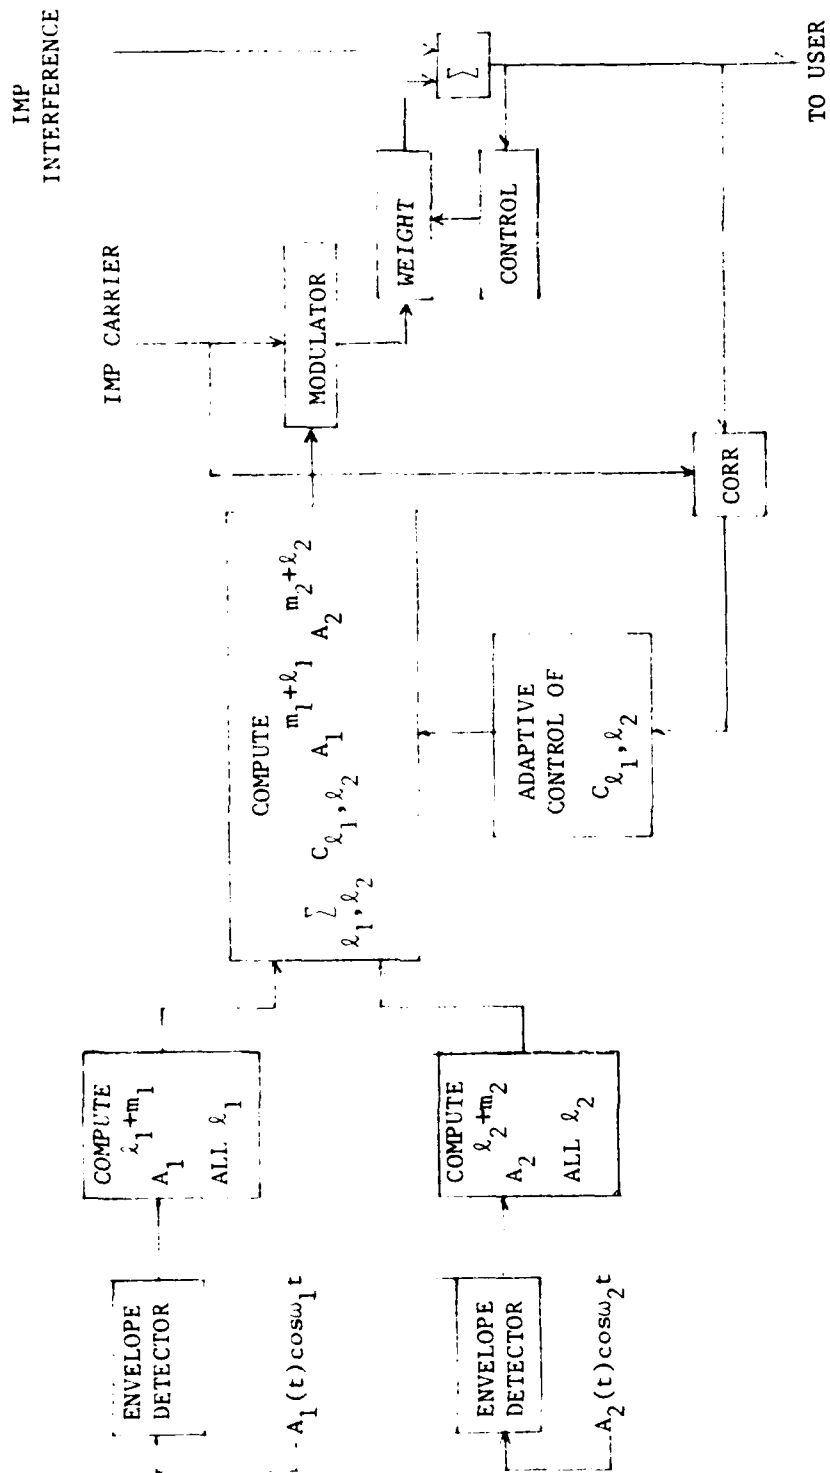 IMP
INTERFERENCE
IMP CARRIER
Σ
TO USER
MODULATOR
WEIGHT
CONTROL
COMPUTE
Σ C_{ℓ₁,ℓ₂} A₁^{m₁+ℓ₁} A₂^{m₂+ℓ₂}
ℓ₁,ℓ₂
CORR
ADAPTIVE
CONTROL OF
C_{ℓ₁,ℓ₂}
COMPUTE
A₁^{ℓ₁+m₁}
ALL ℓ₁
COMPUTE
A₂^{ℓ₂+m₂}
ALL ℓ₂
ENVELOPE
DETECTOR
A₁(t)cosω₁t
ENVELOPE
DETECTOR
A₂(t)cosω₂t